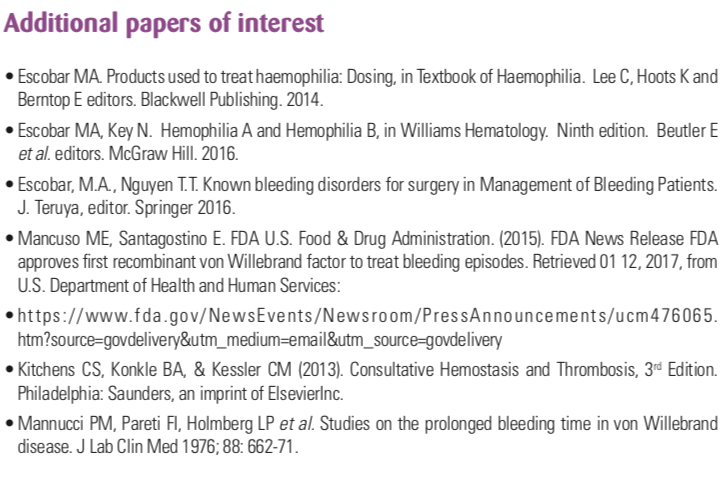 Additional papers of interest
• Escobar MA. Products used to treat haemophilia: Dosing, in Textbook of Haemophilia. Lee C, Hoots K and
Berntop E editors. Blackwell Publishing. 2014.
• Escobar MA, Key N. Hemophilia A and Hemophilia B, in Williams Hematology. Ninth edition. Beutler E
et al. editors. McGraw Hill. 2016.
• Escobar, M.A., Nguyen T.T. Known bleeding disorders for surgery in Management of Bleeding Patients.
J. Teruya, editor. Springer 2016.
• Mancuso ME, Santagostino E. FDA U.S. Food & Drug Administration. (2015). FDA News Release FDA
approves first recombinant von Willebrand factor to treat bleeding episodes. Retrieved 01 12, 2017, from
U.S. Department of Health and Human Services:
• https://www.fda.gov/NewsEvents/Newsroom/PressAnnouncements/ucm476065.
htm?source=govdelivery&utm_medium=email&utm_source=govdelivery
• Kitchens CS, Konkle BA, & Kessler CM (2013). Consultative Hemostasis and Thrombosis, 3rd Edition.
Philadelphia: Saunders, an imprint of ElsevierInc.
• Mannucci PM, Pareti FI, Holmberg LP et al. Studies on the prolonged bleeding time in von Willebrand
disease. J Lab Clin Med 1976; 88: 662-71.